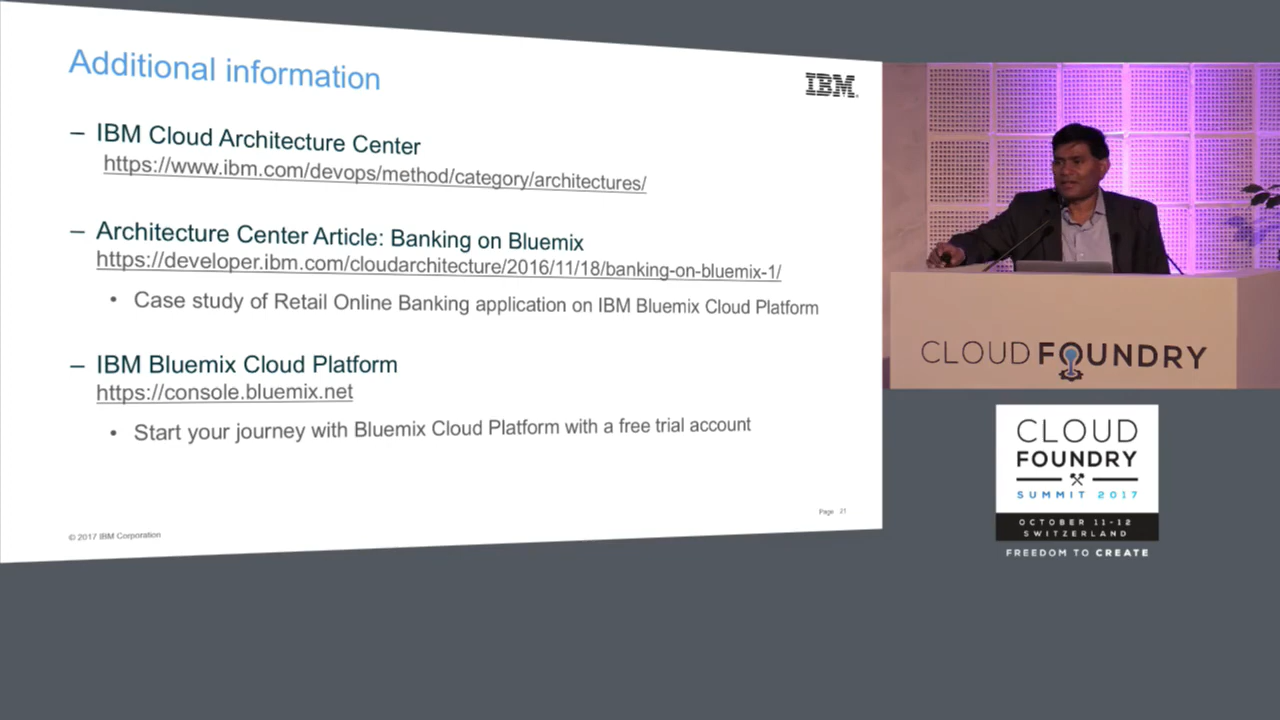 Additional information
IBM
– IBM Cloud Architecture Center
https://www.ibm.com/devops/method/category/architectures/
– Architecture Center Article: Banking on Bluemix
https://developer.ibm.com/cloudarchitecture/2016/11/18/banking-on-bluemix-1/
• Case study of Retail Online Banking application on IBM Bluemix Cloud Platform
– IBM Bluemix Cloud Platform
https://console.bluemix.net
• Start your journey with Bluemix Cloud Platform with a free trial account
Page 21
© 2017 IBM Corporation
CLOUD FOUNDRY
CLOUD
FOUNDRY
SUMMIT 2017
OCTOBER 11-12
SWITZERLAND
FREEDOM TO CREATE